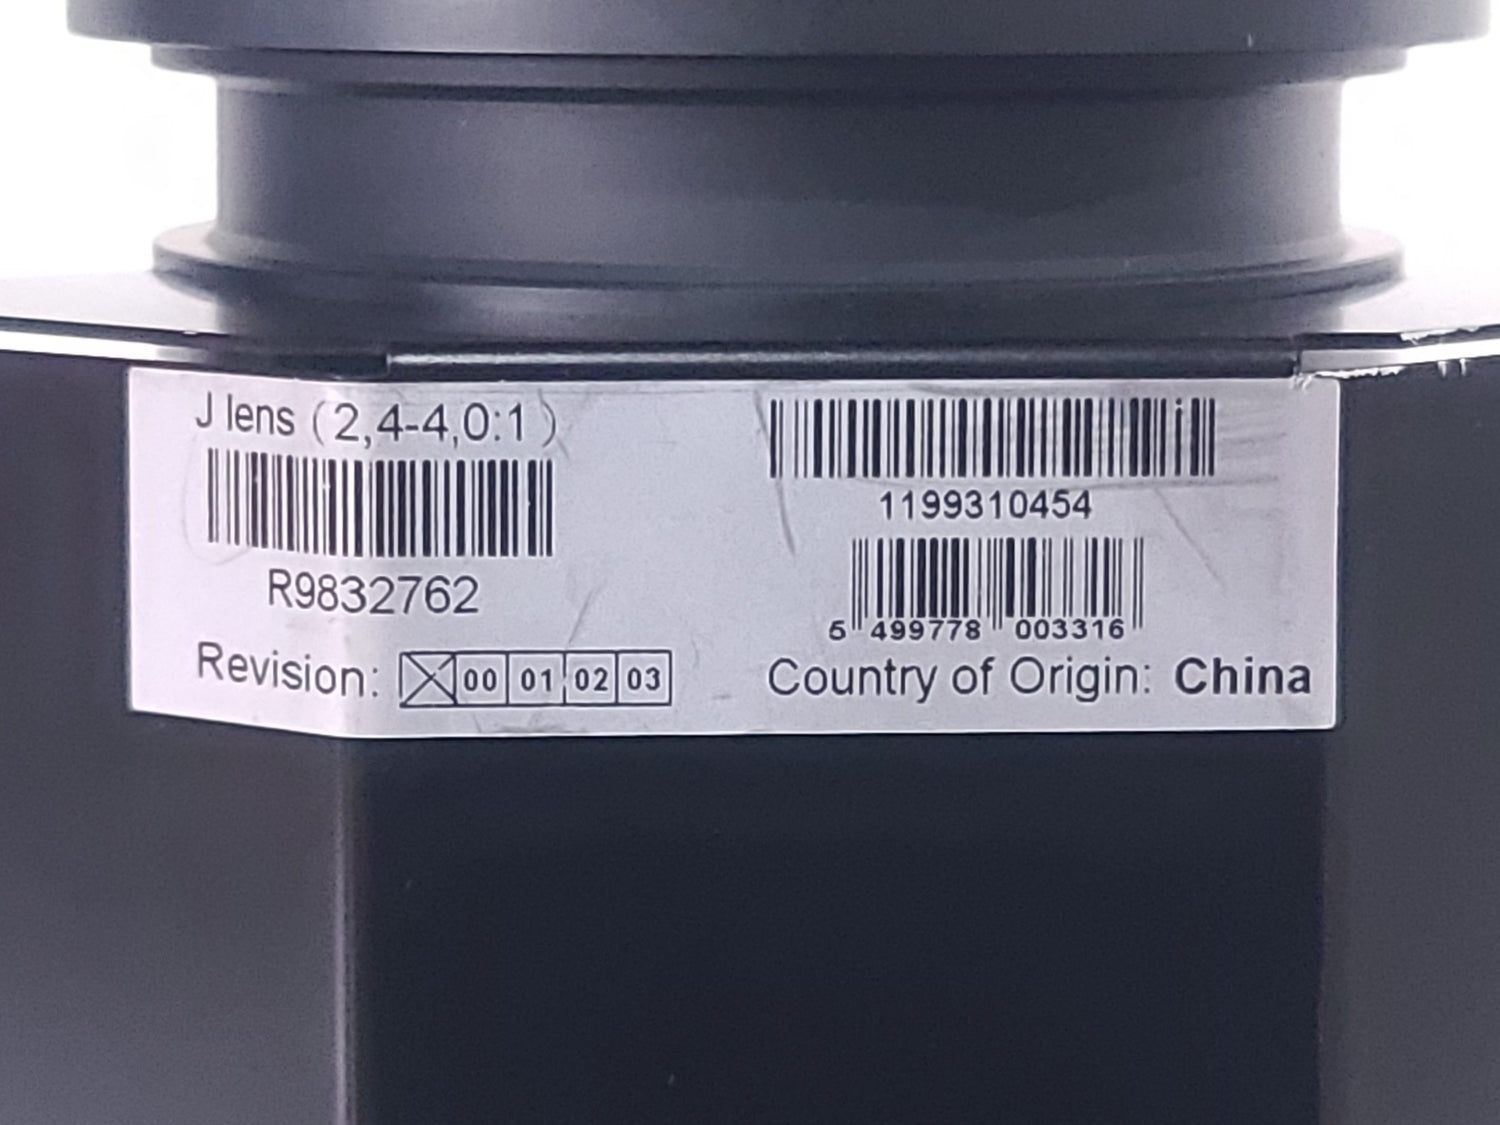 J lens (2,4-4,0:1)
R9832762
Revision: 00 01 02 03
1199310454
5 499778 003316
Country of Origin: China